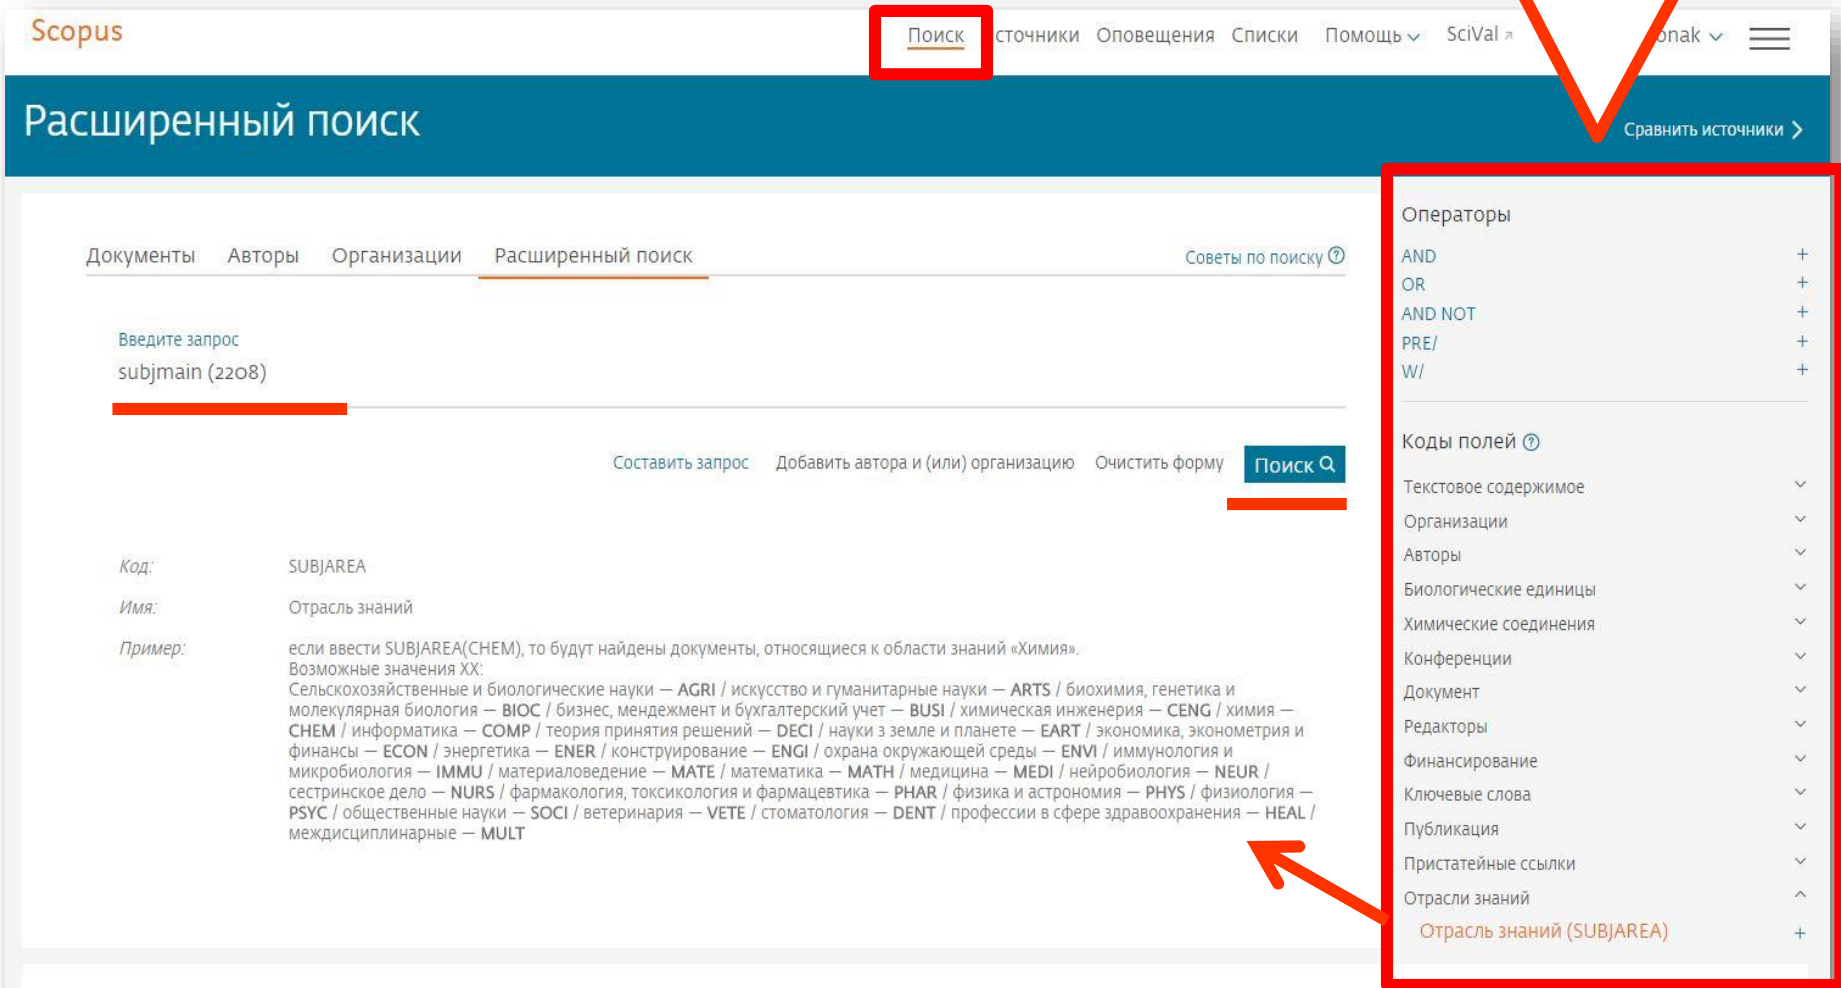 Scopus
Поиск сточники Оповещения Списки Помощь SciVal onak
Расширенный поиск
Сравнить источники
Документы Авторы Организации Расширенный поиск Советы по поиску
Введите запрос
subjmain (2208)
Составить запрос Добавить автора и (или) организацию Очистить форму Поиск
Код: SUBJAREA
Имя: Отрасль знаний
Пример: если ввести SUBJAREA(CHEM), то будут найдены документы, относящиеся к области знаний «Химия».
Возможные значения XX:
Сельскохозяйственные и биологические науки — AGRI / искусство и гуманитарные науки — ARTS / биохимия, генетика и
молекулярная биология — BIOC / бизнес, мендежмент и бухгалтерский учет — BUSI / химическая инженерия — CENG / химия —
CHEM / информатика — COMP / теория принятия решений — DECI / науки з земле и планете — EART / экономика, эконометрия и
финансы — ECON / энергетика — ENER / конструирование — ENGI / охрана окружающей среды — ENVI / иммунология и
микробиология — IMMU / материаловедение — MATE / математика — MATH / медицина — MEDI / нейробиология — NEUR /
сестринское дело — NURS / фармакология, токсикология и фармацевтика — PHAR / физика и астрономия — PHYS / физиология —
PSYC / общественные науки — SOCI / ветеринария — VETE / стоматология — DENT / профессии в сфере здравоохранения — HEAL /
междисциплинарные — MULT
Операторы
AND +
OR +
AND NOT +
PRE/ +
W/ +
Коды полей
Текстовое содержимое
Организации
Авторы
Биологические единицы
Химические соединения
Конференции
Документ
Редакторы
Финансирование
Ключевые слова
Публикация
Пристатейные ссылки
Отрасли знаний
Отрасль знаний (SUBJAREA) +